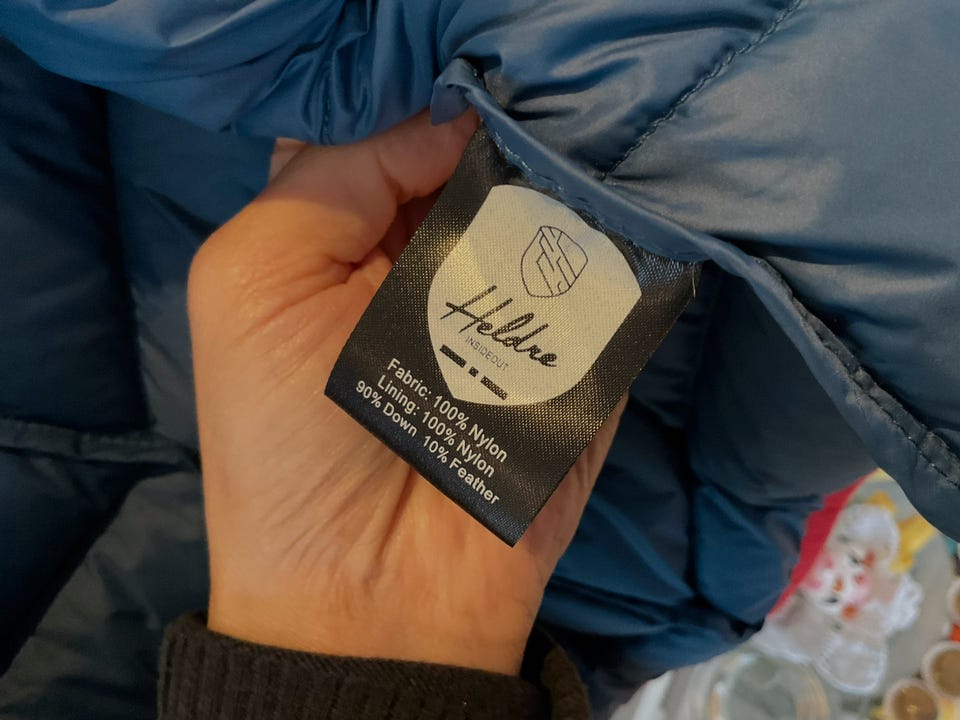 Heldre
INSIDEOUT
Fabric: 100% Nylon
Lining: 100% Nylon
90% Down 10% Feather